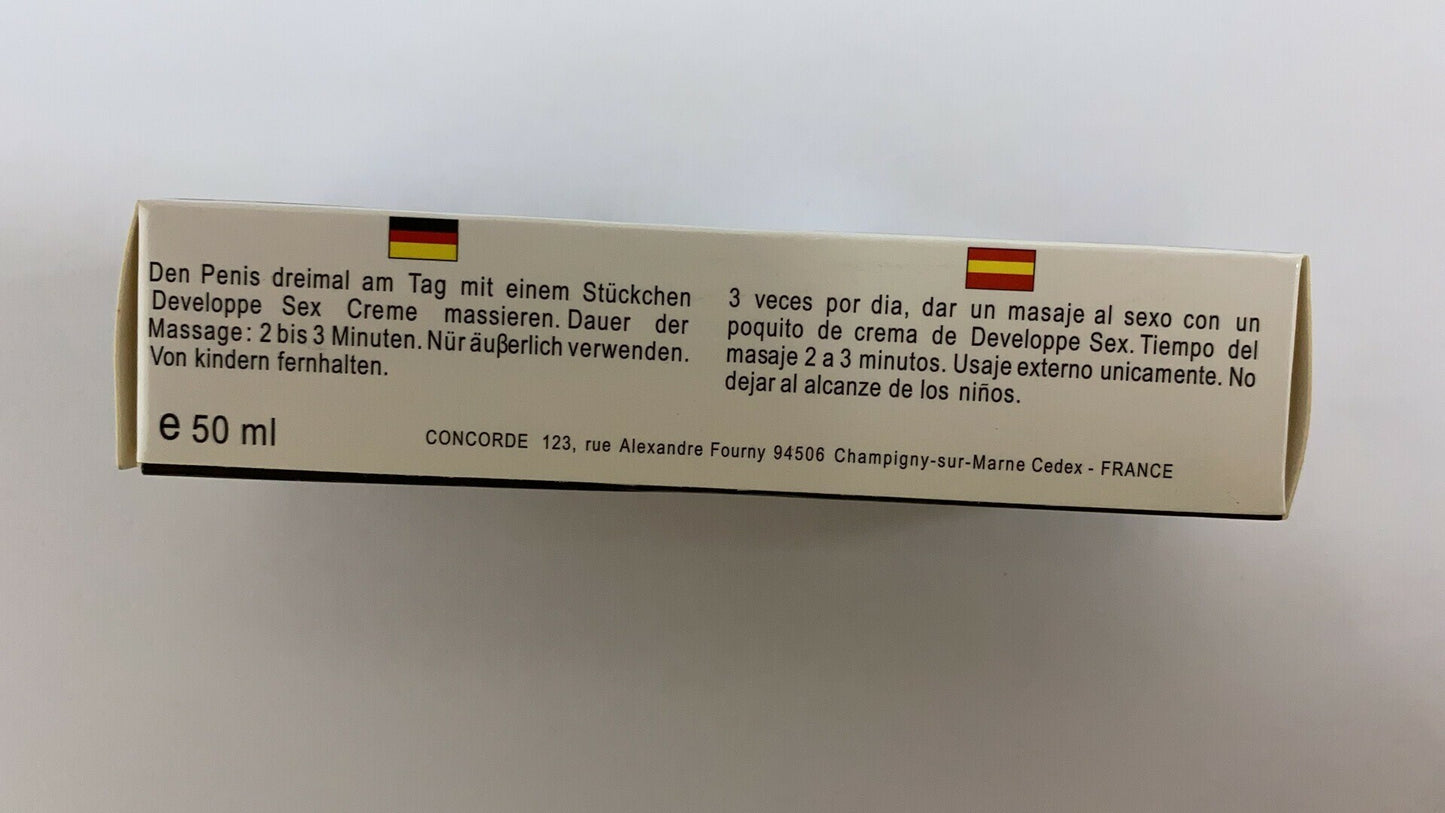 Den Penis dreimal am Tag mit einem Stückchen
Developpe Sex Creme massieren. Dauer der
Massage: 2 bis 3 Minuten. Nür äußerlich verwenden.
Von kindern fernhalten.
3 veces por dia, dar un masaje al sexo con un
poquito de crema de Developpe Sex. Tiempo del
masaje 2 a 3 minutos. Usaje externo unicamente. No
dejar al alcanze de los niños.
℮ 50 ml
CONCORDE 123, rue Alexandre Fourny 94506 Champigny-sur-Marne Cedex - FRANCE